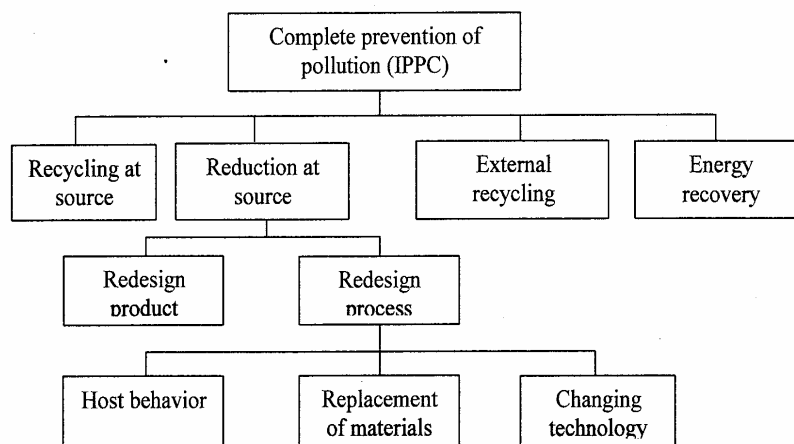 Complete prevention of
pollution (IPPC)
Recycling at
source
Reduction at
source
External
recycling
Energy
recovery
Redesign
product
Redesign
process
Host behavior
Replacement
of materials
Changing
technology